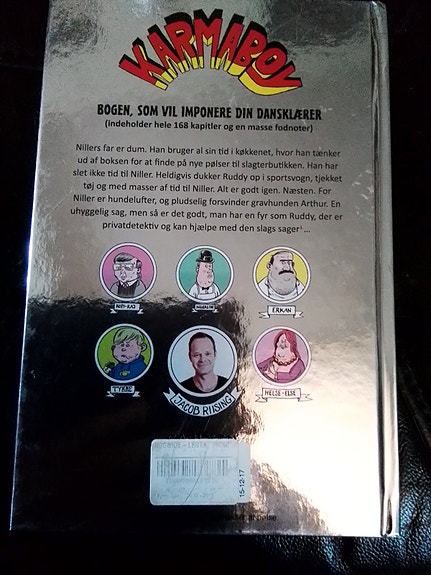 KARMABOY
BOGEN, SOM VIL IMPONERE DIN DANSKLÆRER
(indeholder hele 168 kapitler og en masse fodnoter)
Nillers far er dum. Han bruger al sin tid i køkkenet, hvor han tænker
ud af boksen for at finde på nye pølser til slagterbutikken. Han har
slet ikke tid til Niller. Heldigvis dukker Ruddy op i sportsvogn, tjekket
tøj og med masser af tid til Niller. Alt er godt igen. Næsten. For
Niller er hundelufter, og pludselig forsvinder gravhunden Arthur. En
uhyggelig sag, men så er det godt, man har en fyr som Ruddy, der er
privatdetektiv og kan hjælpe med den slags sager¹ ...
ERKAN
TYKKE
JACOB RIISING
HELSE-ELSE
15-12-17